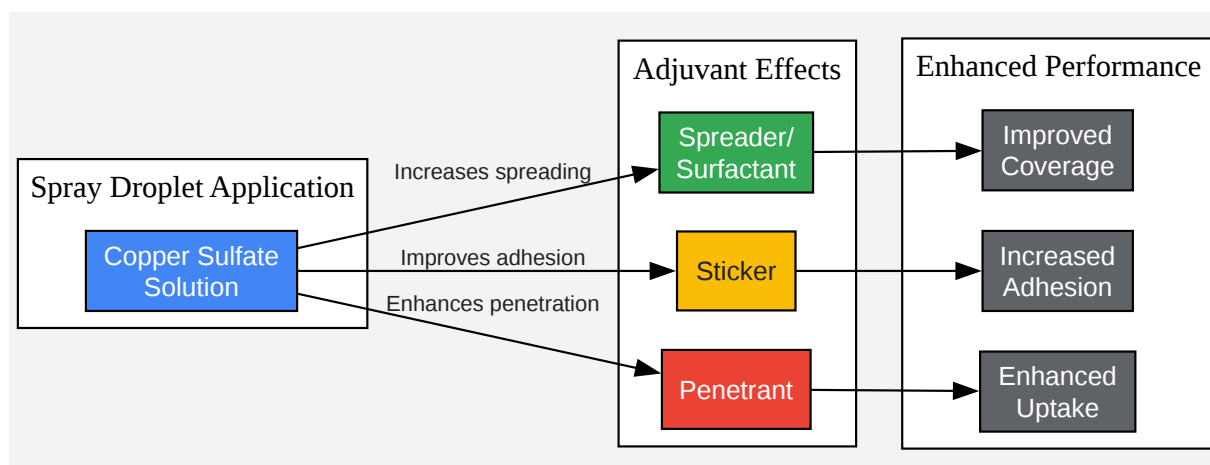 Spray Droplet Application
Copper Sulfate
Solution
Increases spreading
Improves adhesion
Enhances penetration
Adjuvant Effects
Spreader/
Surfactant
Sticker
Penetrant
Enhanced Performance
Improved
Coverage
Increased
Adhesion
Enhanced
Uptake